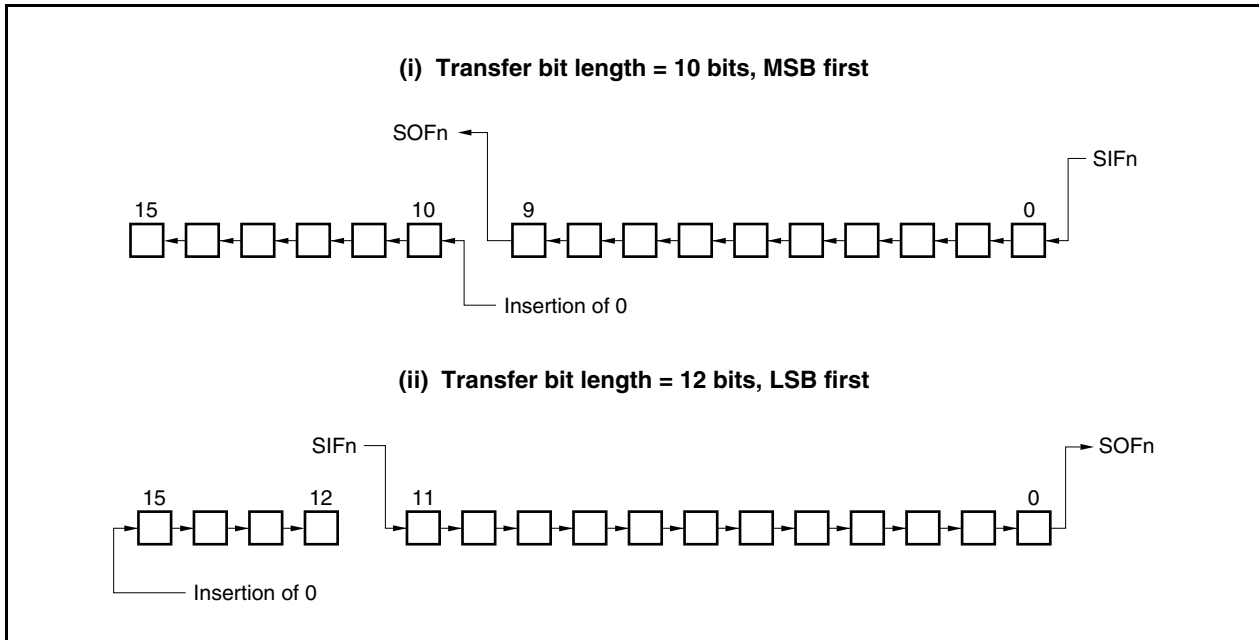 (i) Transfer bit length = 10 bits, MSB first
SOFn
SIFn
15 10 9 0
Insertion of 0
(ii) Transfer bit length = 12 bits, LSB first
SIFn SOFn
15 12 11 0
Insertion of 0